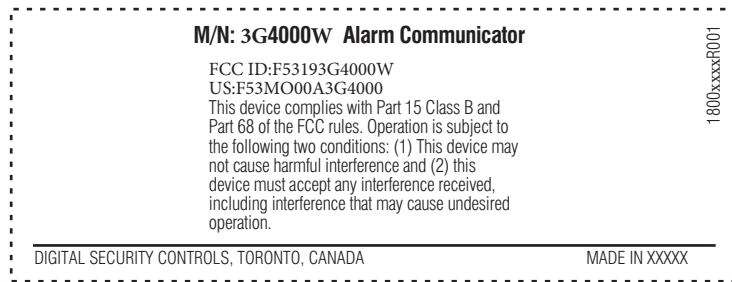 M/N: 3G4000W Alarm Communicator
FCC ID:F53193G4000W
US:F53MO00A3G4000
This device complies with Part 15 Class B and
Part 68 of the FCC rules. Operation is subject to
the following two conditions: (1) This device may
not cause harmful interference and (2) this
device must accept any interference received,
including interference that may cause undesired
operation.
1800xxxxR001
DIGITAL SECURITY CONTROLS, TORONTO, CANADA MADE IN XXXXX